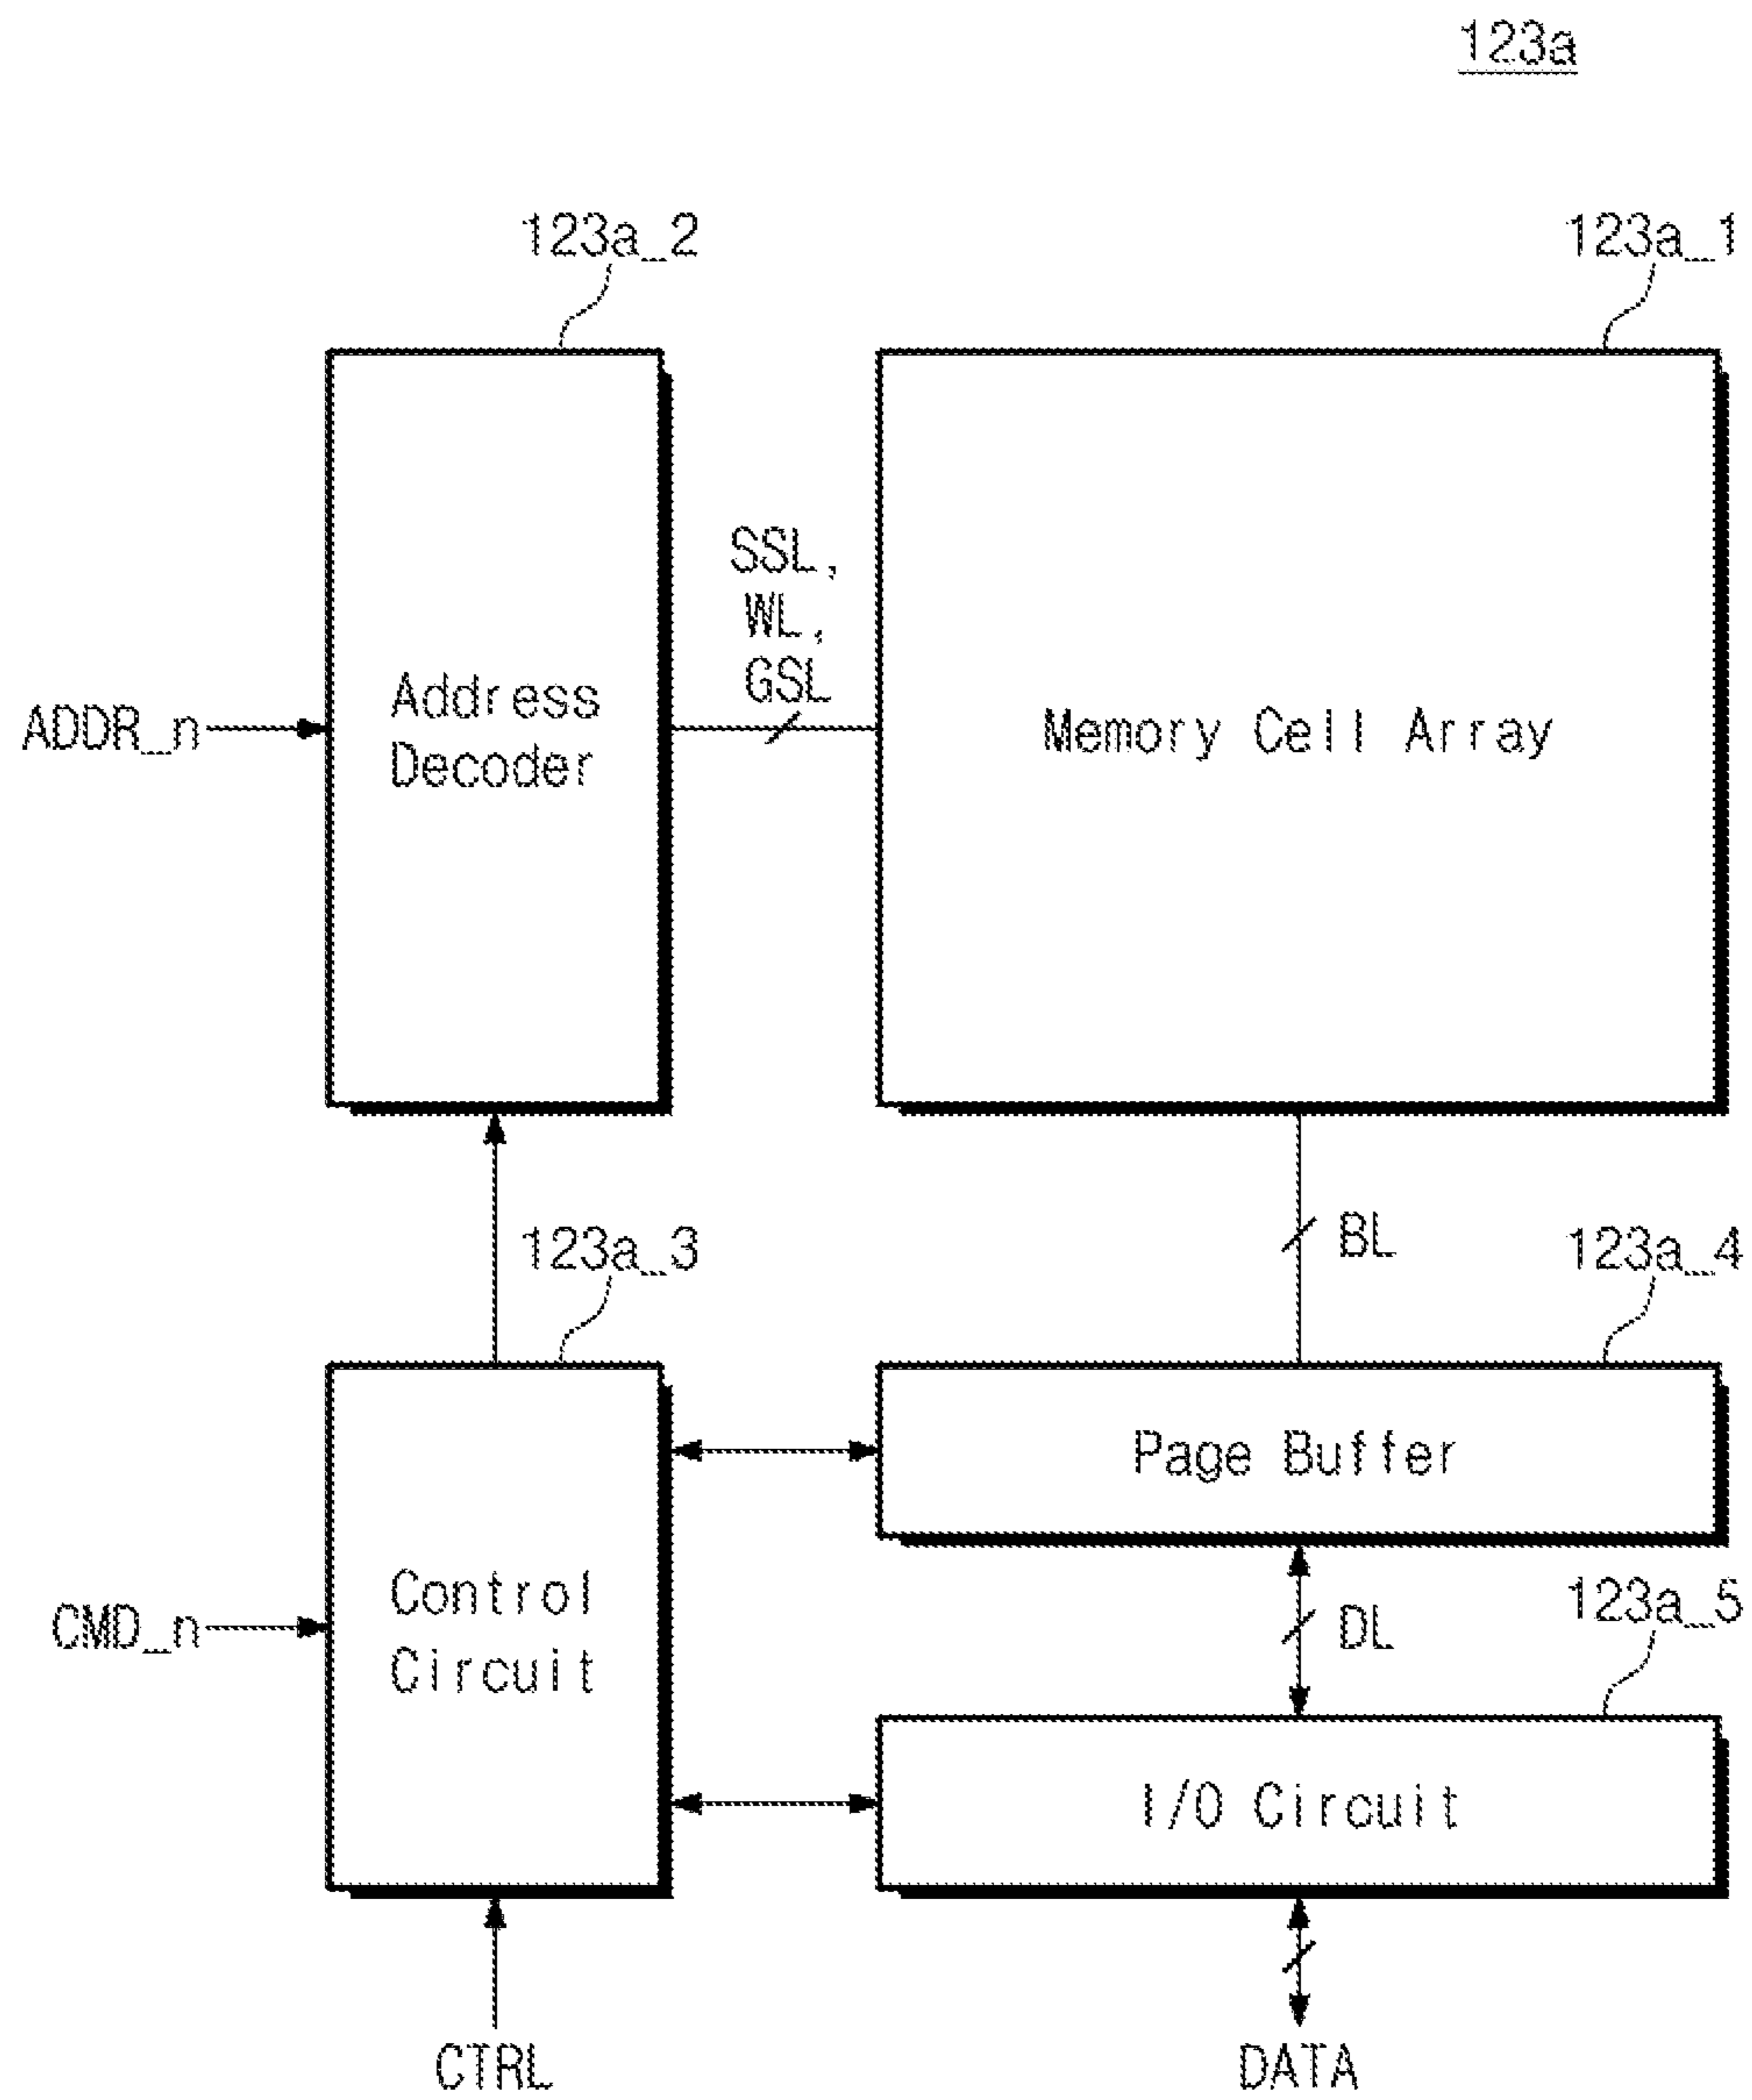 123a
123a_2
123a_1
SSL,
WL,
GSL
Address
Decoder
ADDR_n
Memory Cell Array
123a_3
BL
123a_4
Page Buffer
Control
Circuit
CMD_n
DL
123a_5
I/O Circuit
CTRL
DATA